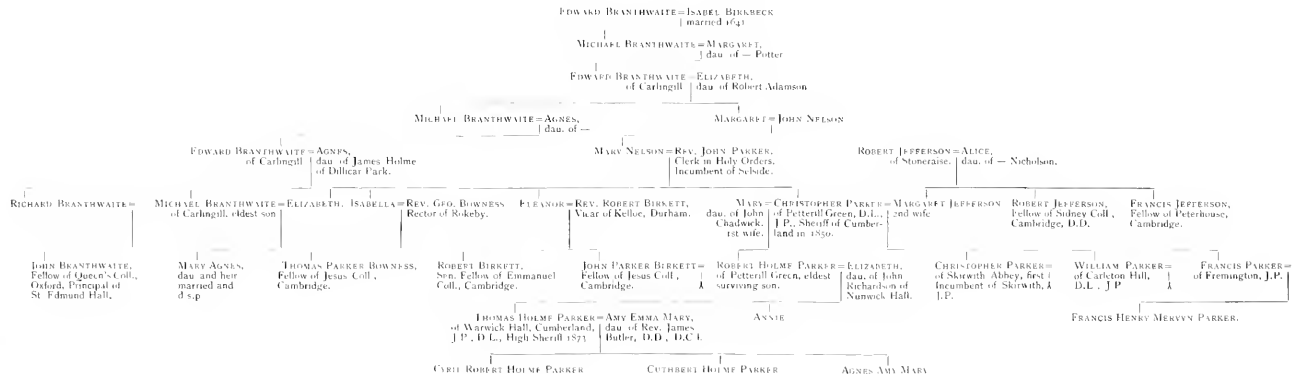 EDWARD BRANTHWAITE = ISABEL BIRKBECK
married 1641
MICHAEL BRANTHWAITE = MARGARET,
dau of — Potter
EDWARD BRANTHWAITE = ELIZABETH,
of Carlingill dau of Robert Adamson
MICHAEL BRANTHWAITE = AGNES, MARGARET = JOHN NELSON
dau. of —
EDWARD BRANTHWAITE = AGNES, MARY NELSON = REV. JOHN PARKER, ROBERT JEFFERSON = ALICE,
of Carlingill dau of James Holme Clerk in Holy Orders, of Stoneraise. dau. of — Nicholson.
of Dillicar Park. Incumbent of Selside.
RICHARD BRANTHWAITE = MICHAEL BRANTHWAITE = ELIZABETH. ISABELLA = REV. GEO. BOWNESS ELEANOR = REV. ROBERT BIRKETT, MARY = CHRISTOPHER PARKER = MARGARET JEFFERSON ROBERT JEFFERSON, FRANCIS JEFFERSON,
of Carlingill, eldest son Rector of Rokeby. Vicar of Kelloe, Durham. dau. of John of Petterill Green, D.L., 2nd wife Fellow of Sidney Coll, Fellow of Peterhouse,
Chadwick. J.P., Sheriff of Cumber- Cambridge, D.D. Cambridge.
1st wife. land in 1850.
JOHN BRANTHWAITE, MARY AGNES, THOMAS PARKER BOWNESS, ROBERT BIRKETT, JOHN PARKER BIRKETT = ROBERT HOLME PARKER = ELIZABETH, CHRISTOPHER PARKER = WILLIAM PARKER = FRANCIS PARKER =
Fellow of Queen's Coll., dau and heir Fellow of Jesus Coll, Sen. Fellow of Emmanuel Fellow of Jesus Coll, of Petterill Green, eldest dau. of John of Skirwith Abbey, first of Carleton Hill, of Fremington, J.P.
Oxford, Principal of married and Cambridge. Coll., Cambridge. Cambridge. surviving son. Richardson of Incumbent of Skirwith, D.L, J P
St Edmund Hall. d s.p Nunwick Hall. J.P.
THOMAS HOLME PARKER = AMY EMMA MARY, ANNIE FRANCIS HENRY MERVYN PARKER.
of Warwick Hall, Cumberland, dau of Rev. James
J P, D L., High Sheriff 1873 Butler, D.D, D.C L
CYRIL ROBERT HOLME PARKER CUTHBERT HOLME PARKER AGNES AMY MARY